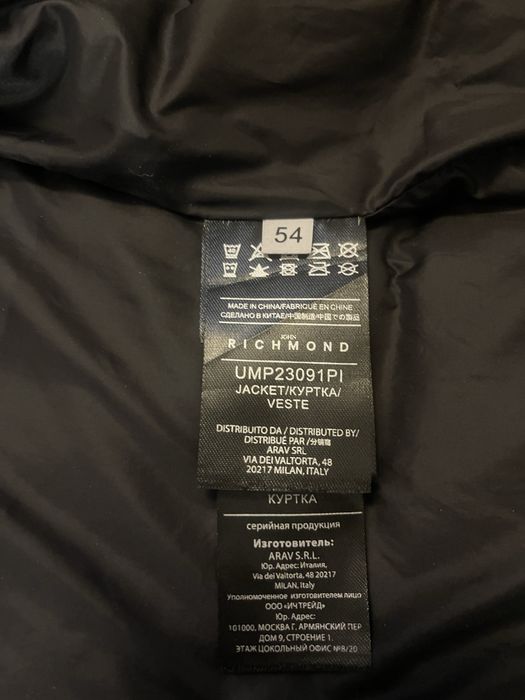 54
MADE IN CHINA/FABRIQUÉ EN CHINE
СДЕЛАНО В КИТАЕ/中国制造/中国での製品
JOHN
RICHMOND
UMP23091PI
JACKET/КУРТКА/
VESTE
DISTRIBUITO DA / DISTRIBUTED BY/
DISTRIBUÉ PAR /分销商
ARAV SRL
VIA DEI VALTORTA, 48
20217 MILAN, ITALY
КУРТКА
серийная продукция
Изготовитель:
ARAV S.R.L.
Юр. Адрес: Италия,
Via dei Valtorta, 48 20217
MILAN, Italy
Уполномоченное изготовителем лицо
ООО «ИЧ ТРЕЙД»
Юр. Адрес:
101000, МОСКВА Г. АРМЯНСКИЙ ПЕР
ДОМ 9, СТРОЕНИЕ 1.
ЭТАЖ ЦОКОЛЬНЫЙ ОФИС №8/20